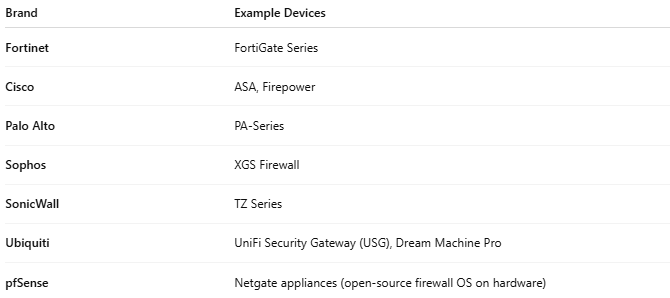 Brand Example Devices
Fortinet FortiGate Series
Cisco ASA, Firepower
Palo Alto PA-Series
Sophos XGS Firewall
SonicWall TZ Series
Ubiquiti UniFi Security Gateway (USG), Dream Machine Pro
pfSense Netgate appliances (open-source firewall OS on hardware)